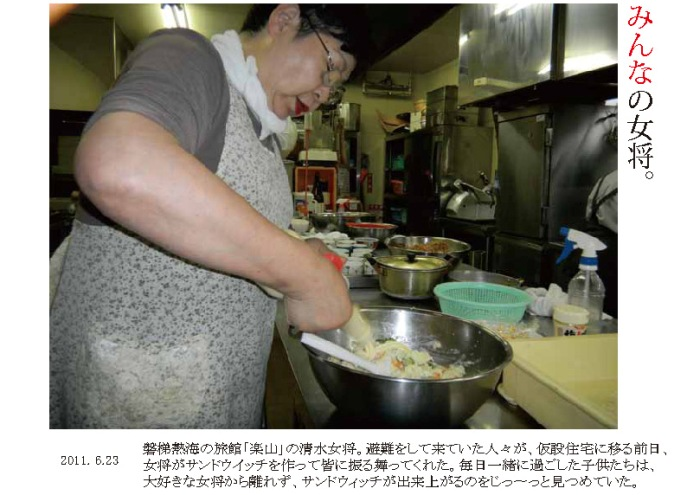 みんなの女将。
2011. 6.23
磐梯熱海の旅館「楽山」の清水女将。避難をして来ていた人々が、仮設住宅に移る前日、
女将がサンドウイッチを作って皆に振る舞ってくれた。毎日一緒に過ごした子供たちは、
大好きな女将から離れず、サンドウィッチが出来上がるのをじっ～っと見つめていた。